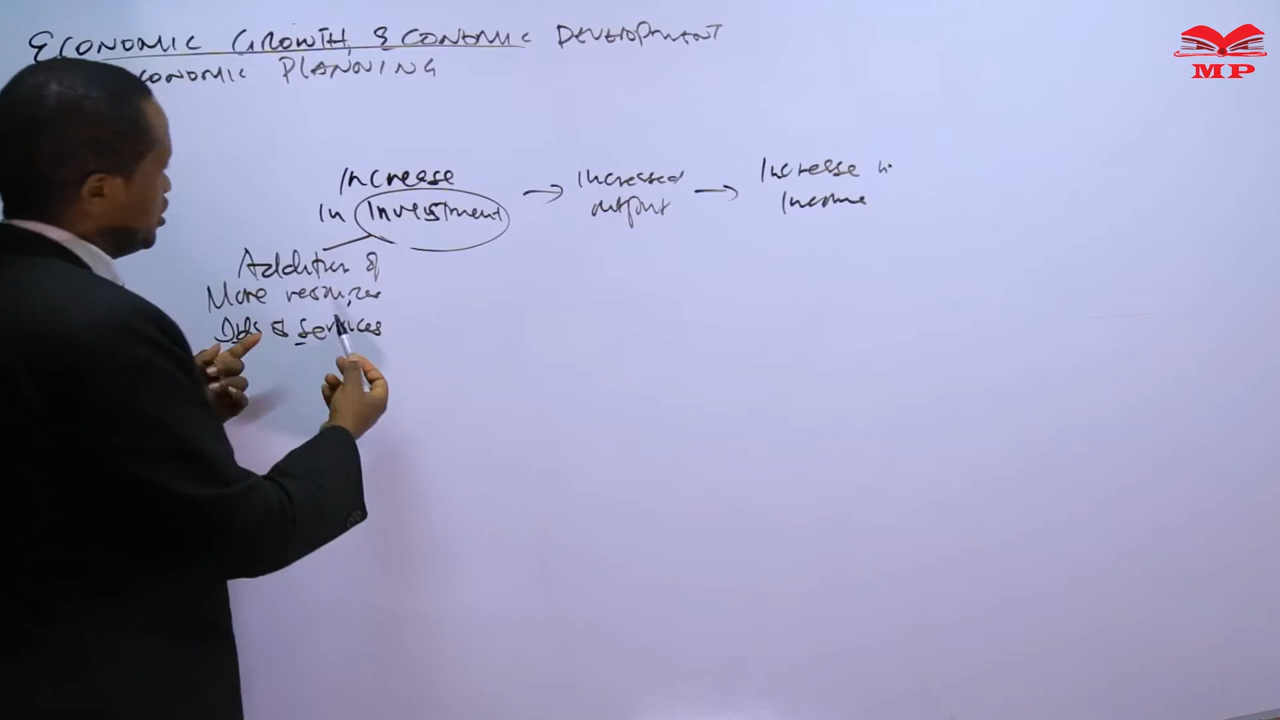 ECONOMIC GROWTH, ECONOMIC DEVELOPMENT
ECONOMIC PLANNING
Increase
in Investment
Increased
output
Increase in
Income
Addition of
More resources
& Services
MP